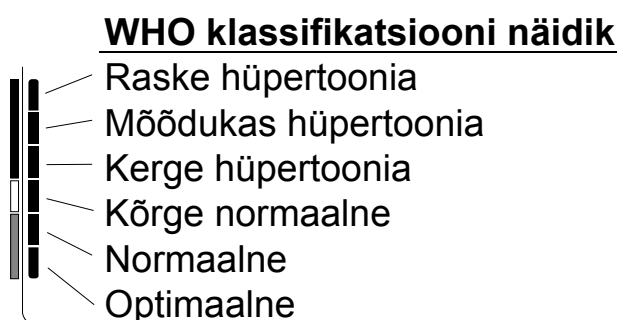 WHO klassifikatsiooni näidik
Raske hüpertoonia
Mõõdukas hüpertoonia
Kerge hüpertoonia
Kõrge normaalne
Normaalne
Optimaalne